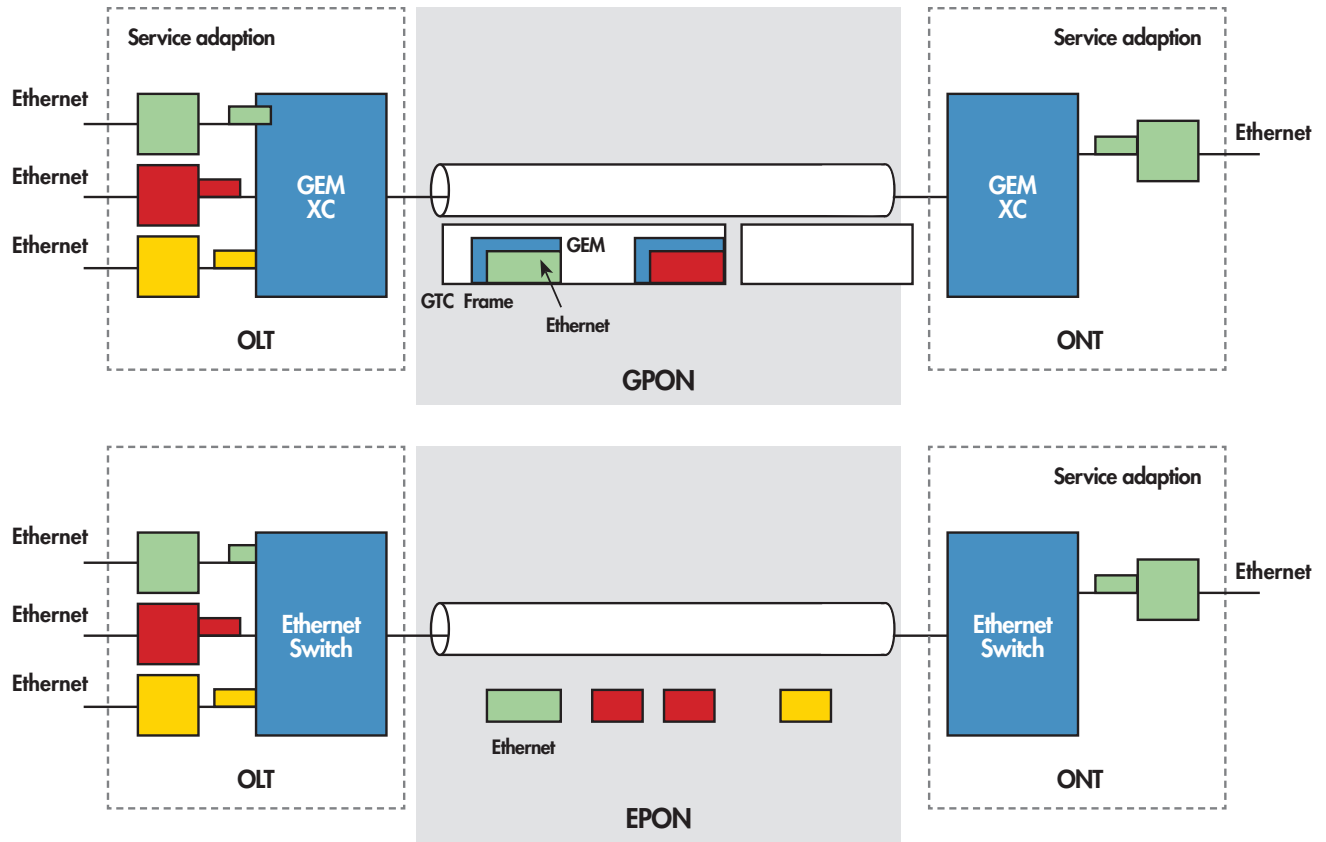 Service adaption
Service adaption
Ethernet
Ethernet
Ethernet
GEM
XC
GEM
GTC Frame
Ethernet
GEM
XC
Ethernet
OLT
GPON
ONT
Service adaption
Ethernet
Ethernet
Ethernet
Ethernet
Switch
Ethernet
Ethernet
Switch
Ethernet
OLT
EPON
ONT